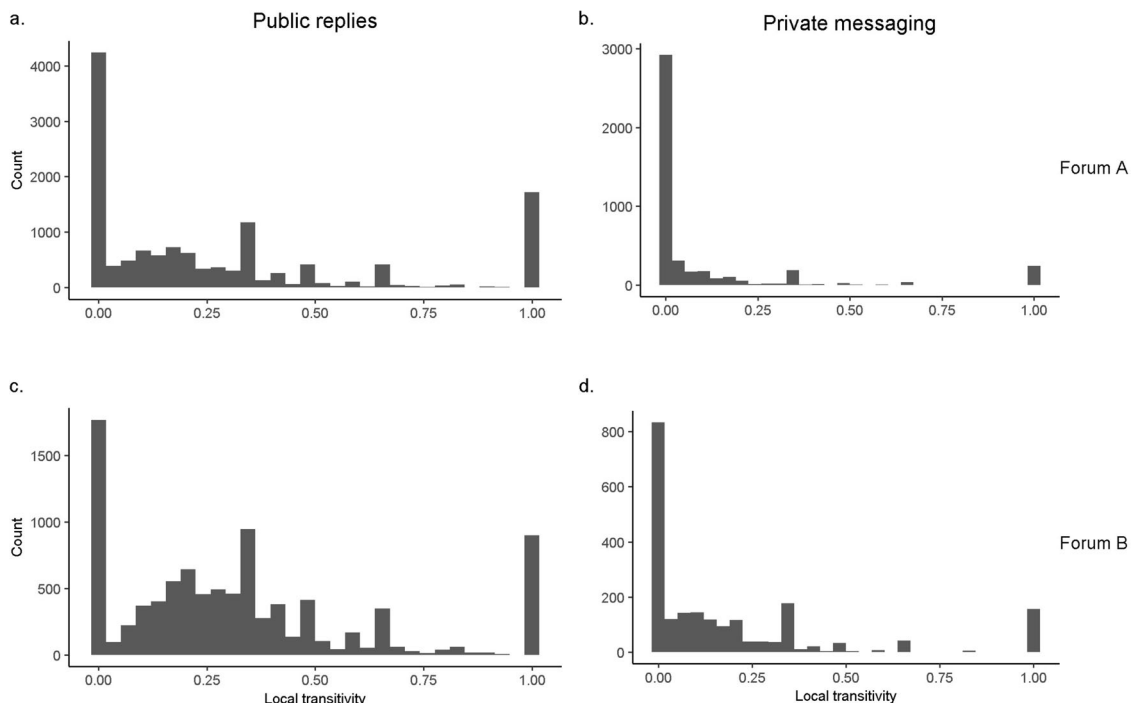 a.
Public replies
b.
Private messaging
4000
3000
2000
1000
0
Count
0.00 0.25 0.50 0.75 1.00
3000
2000
1000
0
0.00 0.25 0.50 0.75 1.00
Forum A
c.
d.
1500
1000
500
0
Count
0.00 0.25 0.50 0.75 1.00
Local transitivity
800
600
400
200
0
0.00 0.25 0.50 0.75 1.00
Local transitivity
Forum B